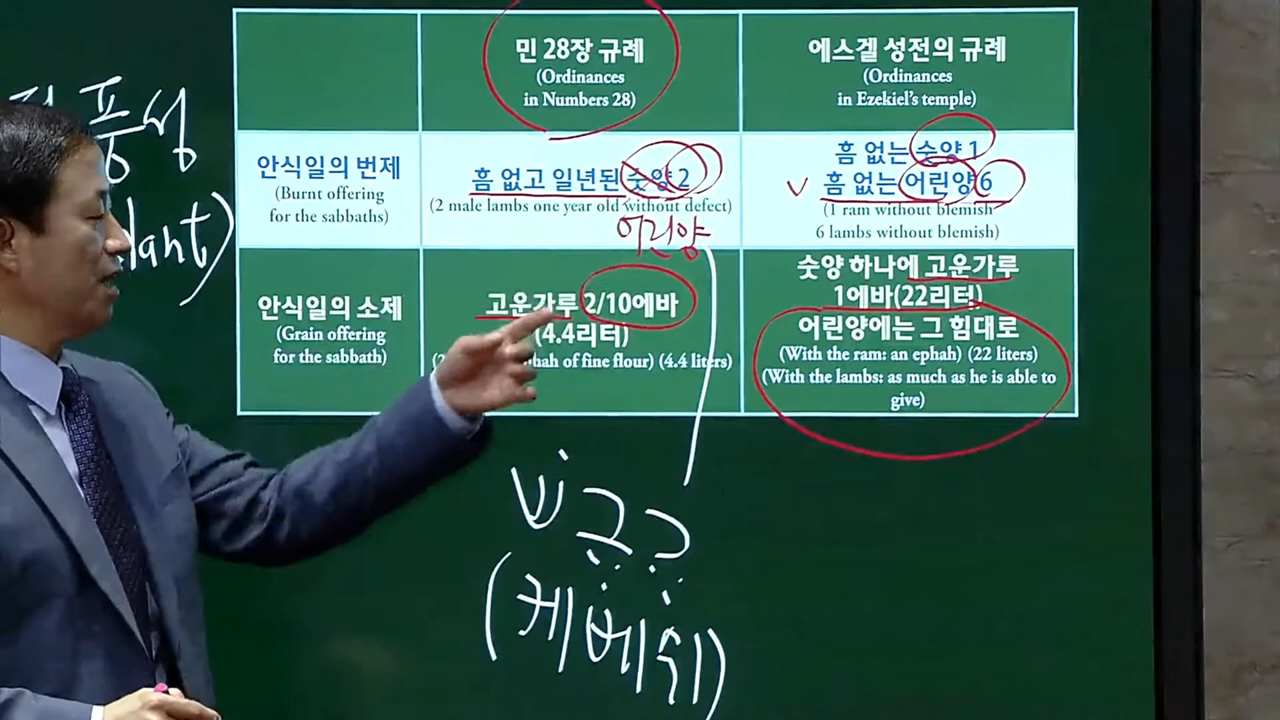 풍성
dant)
민 28장 규례
(Ordinances
in Numbers 28)
에스겔 성전의 규례
(Ordinances
in Ezekiel's temple)
안식일의 번제
(Burnt offering
for the sabbaths)
흠 없고 일년된 숫양 2
(2 male lambs one year old without defect)
어린양
흠 없는 숫양 1
∨ 흠 없는 어린양 6
(1 ram without blemish
6 lambs without blemish)
안식일의 소제
(Grain offering
for the sabbath)
고운가루 2/10에바
(4.4리터)
(2 ephah of fine flour) (4.4 liters)
숫양 하나에 고운가루
1에바(22리터)
어린양에는 그 힘대로
(With the ram: an ephah) (22 liters)
(With the lambs: as much as he is able to
give)
כֶּבֶשׂ
(케베쉬)